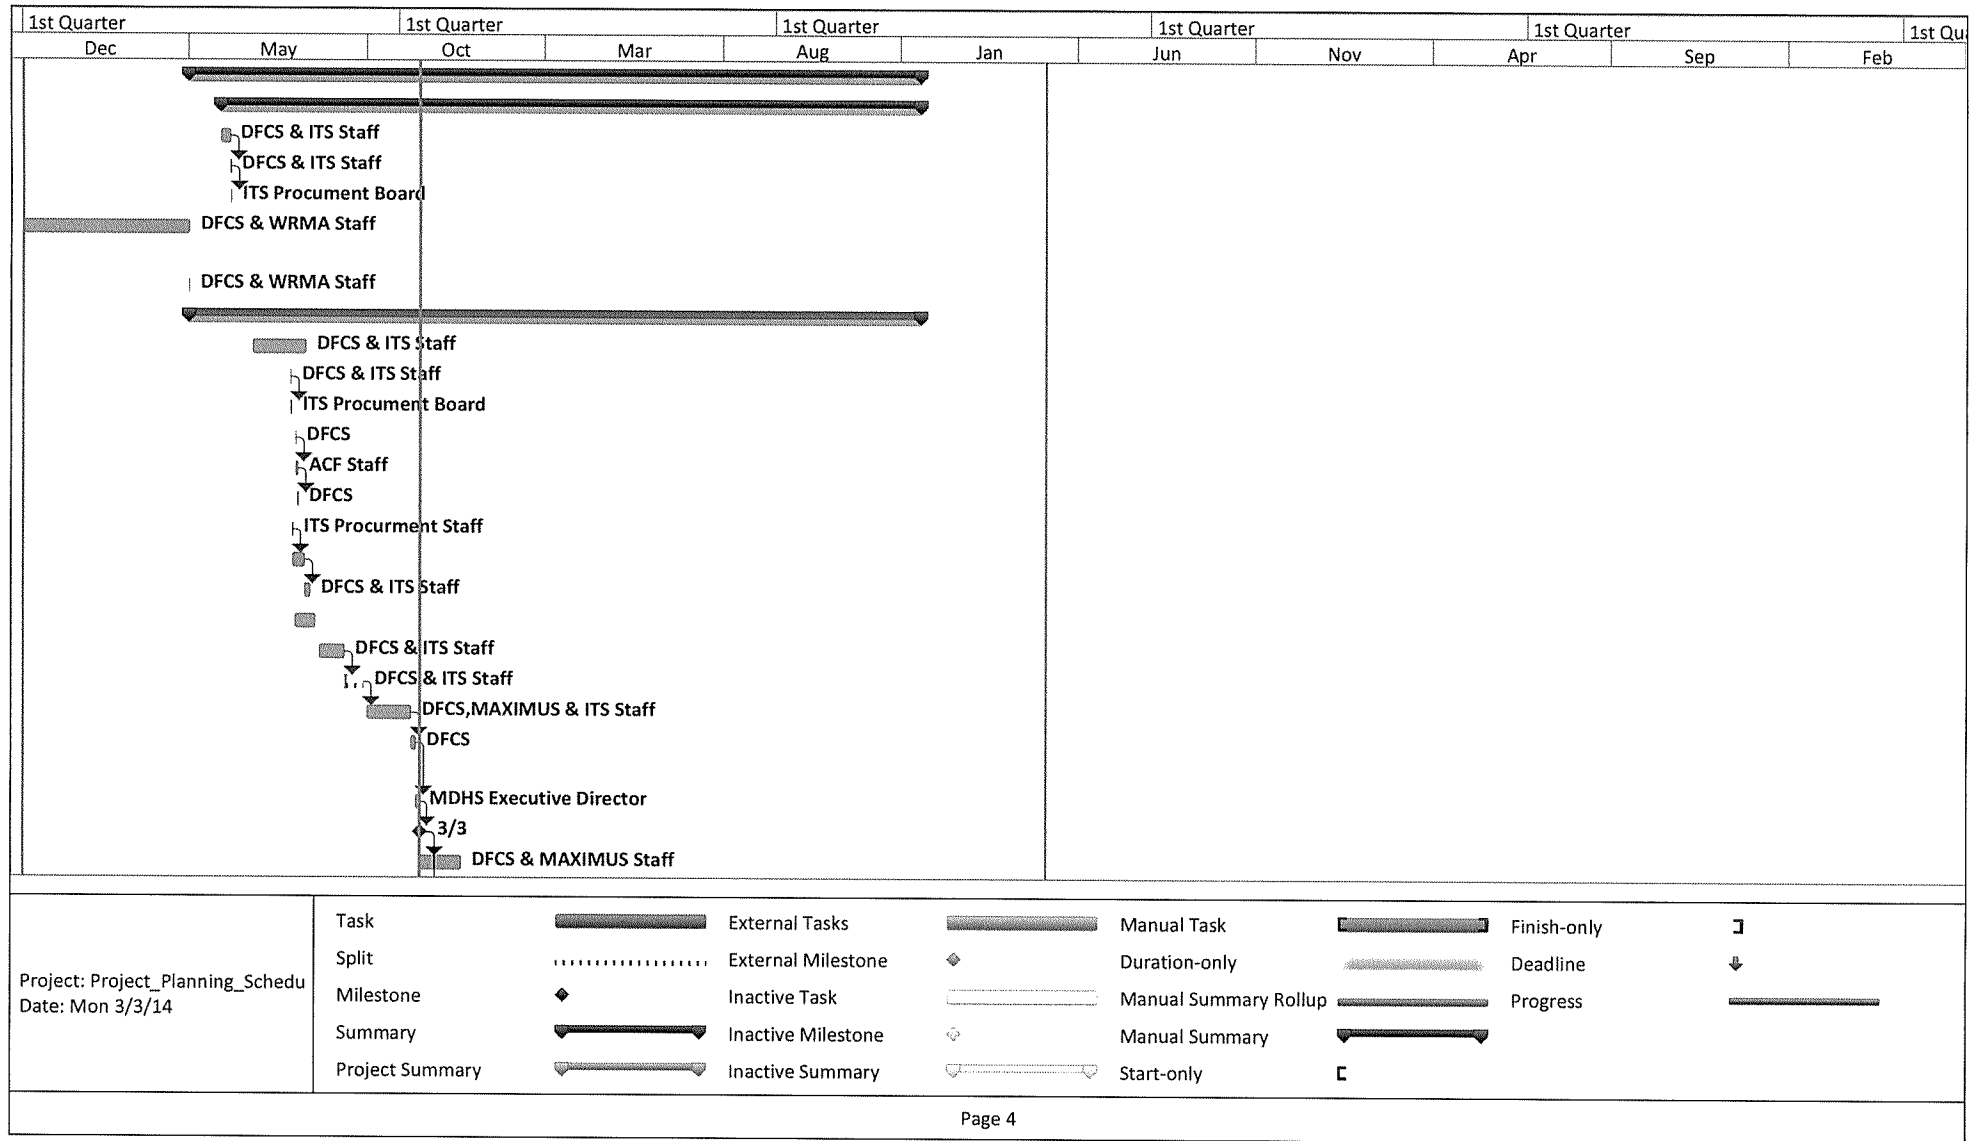 1st Quarter 1st Quarter 1st Quarter 1st Quarter 1st Quarter 1st Qu
Dec May Oct Mar Aug Jan Jun Nov Apr Sep Feb
DFCS & ITS Staff
DFCS & ITS Staff
ITS Procument Board
DFCS & WRMA Staff
DFCS & WRMA Staff
DFCS & ITS Staff
DFCS & ITS Staff
ITS Procument Board
DFCS
ACF Staff
DFCS
ITS Procurment Staff
DFCS & ITS Staff
DFCS & ITS Staff
DFCS & ITS Staff
DFCS,MAXIMUS & ITS Staff
DFCS
MDHS Executive Director
3/3
DFCS & MAXIMUS Staff
Project: Project_Planning_Schedu
Date: Mon 3/3/14
Task External Tasks Manual Task Finish-only
Split External Milestone Duration-only Deadline
Milestone Inactive Task Manual Summary Rollup Progress
Summary Inactive Milestone Manual Summary
Project Summary Inactive Summary Start-only
Page 4